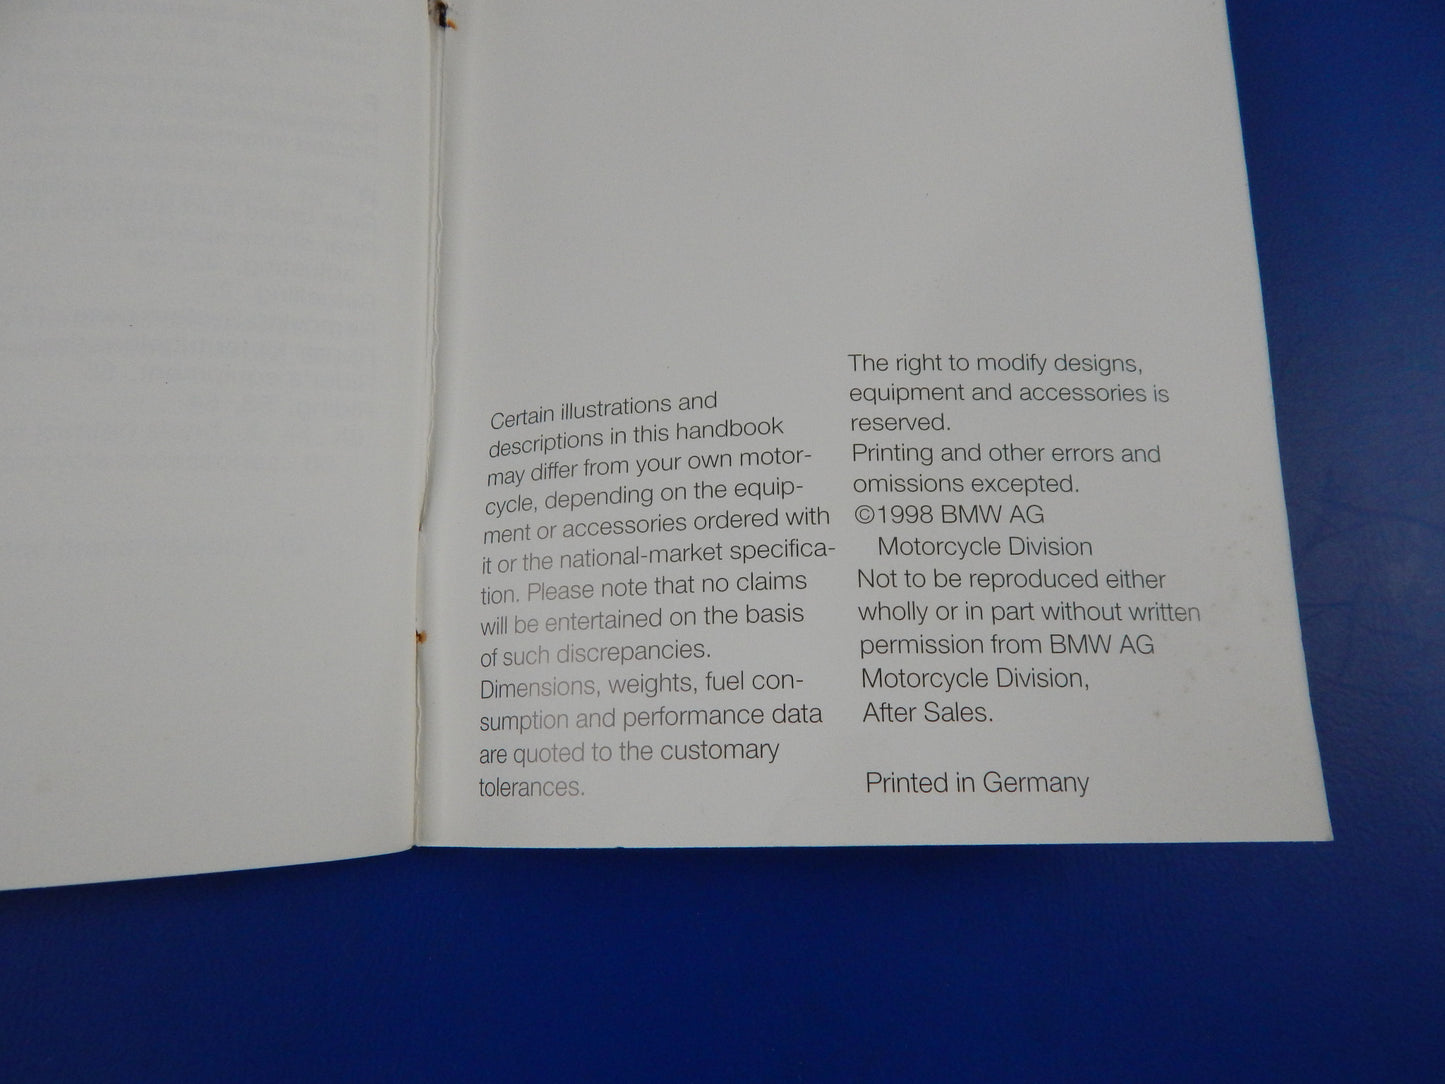 Certain illustrations and
descriptions in this handbook
may differ from your own motor-
cycle, depending on the equip-
ment or accessories ordered with
it or the national-market specifica-
tion. Please note that no claims
will be entertained on the basis
of such discrepancies.
Dimensions, weights, fuel con-
sumption and performance data
are quoted to the customary
tolerances.
The right to modify designs,
equipment and accessories is
reserved.
Printing and other errors and
omissions excepted.
©1998 BMW AG
Motorcycle Division
Not to be reproduced either
wholly or in part without written
permission from BMW AG
Motorcycle Division,
After Sales.
Printed in Germany